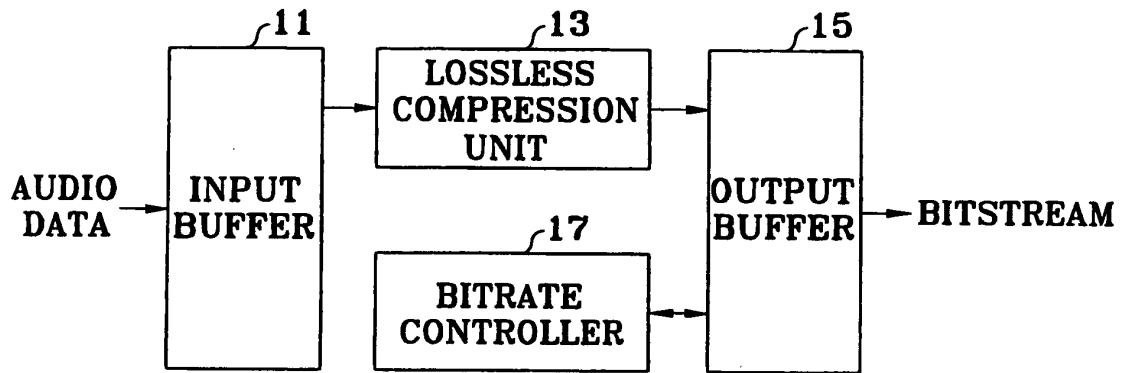 11
13
15
LOSSLESS
COMPRESSION
UNIT
AUDIO
DATA
INPUT
BUFFER
OUTPUT
BUFFER
BITSTREAM
17
BITRATE
CONTROLLER